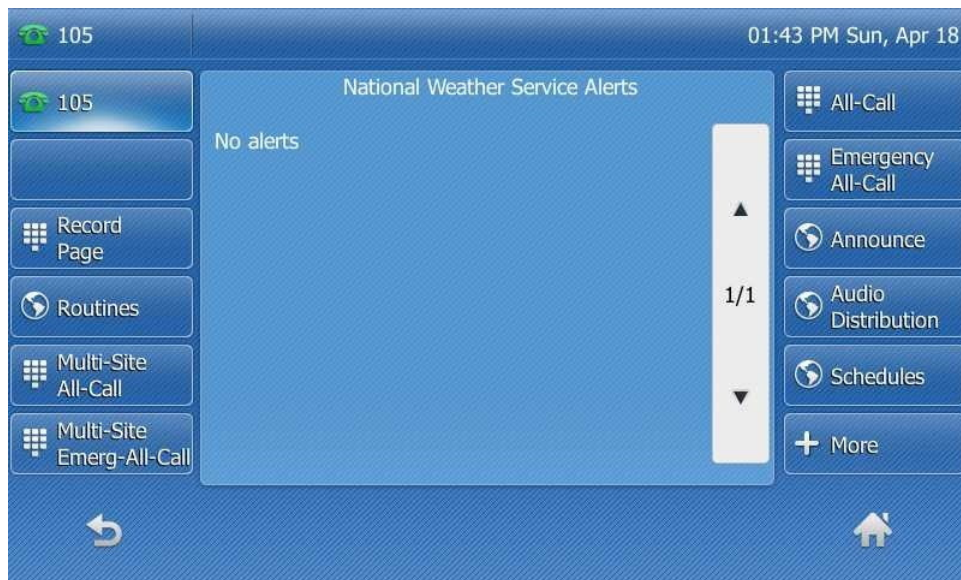 105
01:43 PM Sun, Apr 18
105
Record
Page
Routines
Multi-Site
All-Call
Multi-Site
Emerg-All-Call
National Weather Service Alerts
No alerts
1/1
All-Call
Emergency
All-Call
Announce
Audio
Distribution
Schedules
More